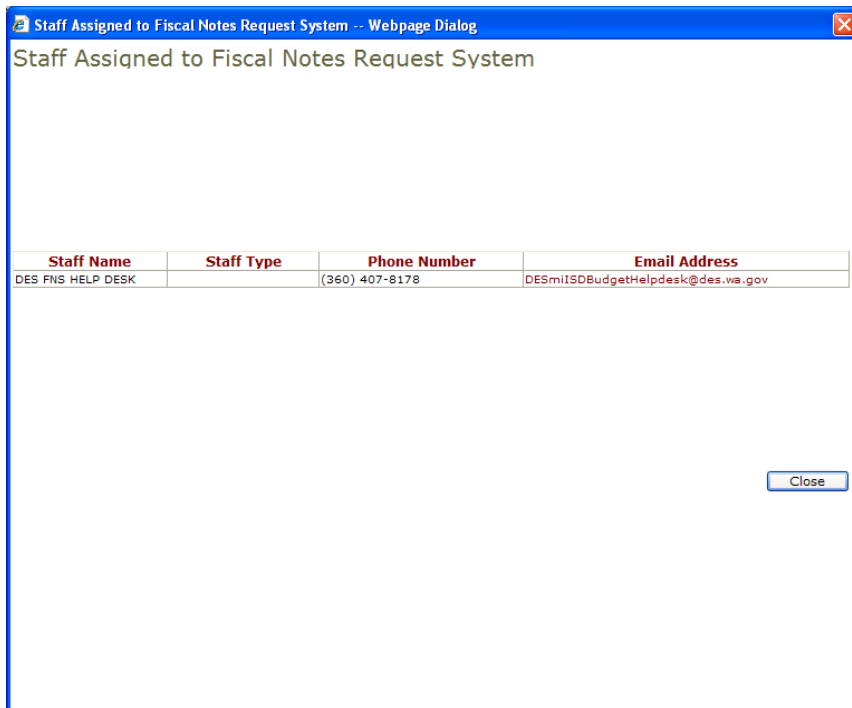 Staff Assigned to Fiscal Notes Request System -- Webpage Dialog
Staff Assigned to Fiscal Notes Request System
Staff Name Staff Type Phone Number Email Address
DES FNS HELP DESK (360) 407-8178 DESmiISDBudgetHelpdesk@des.wa.gov
Close